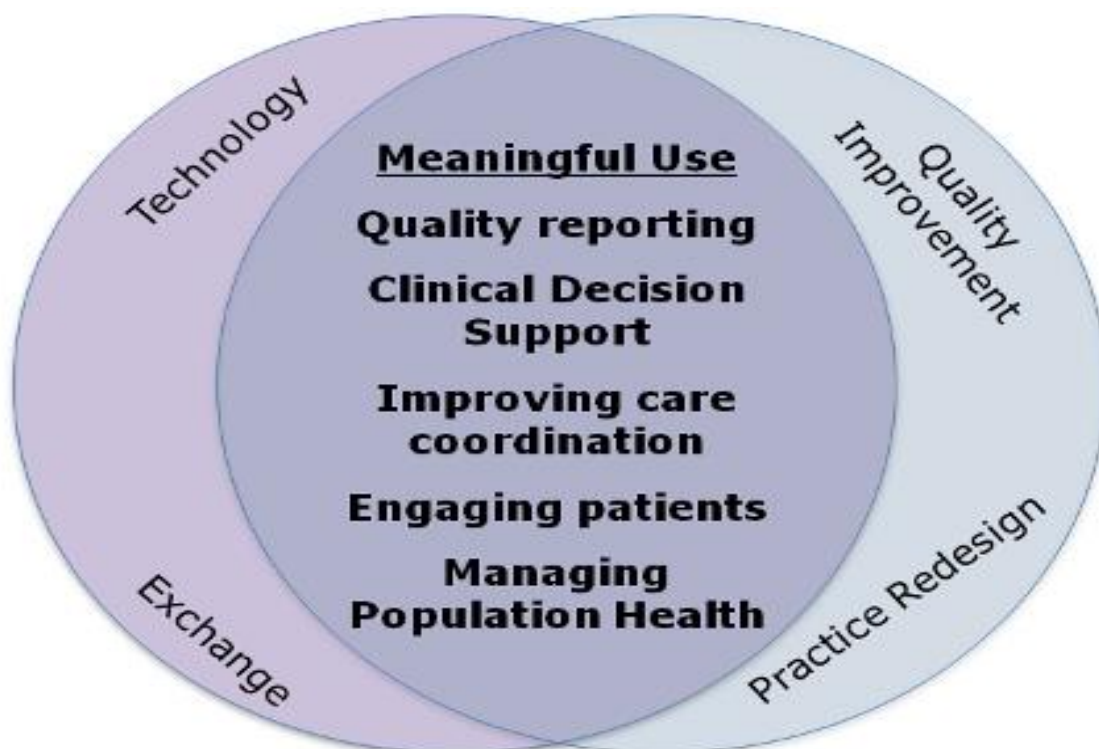 Technology
Exchange
Meaningful Use
Quality reporting
Clinical Decision
Support
Improving care
coordination
Engaging patients
Managing
Population Health
Quality
Improvement
Practice Redesign